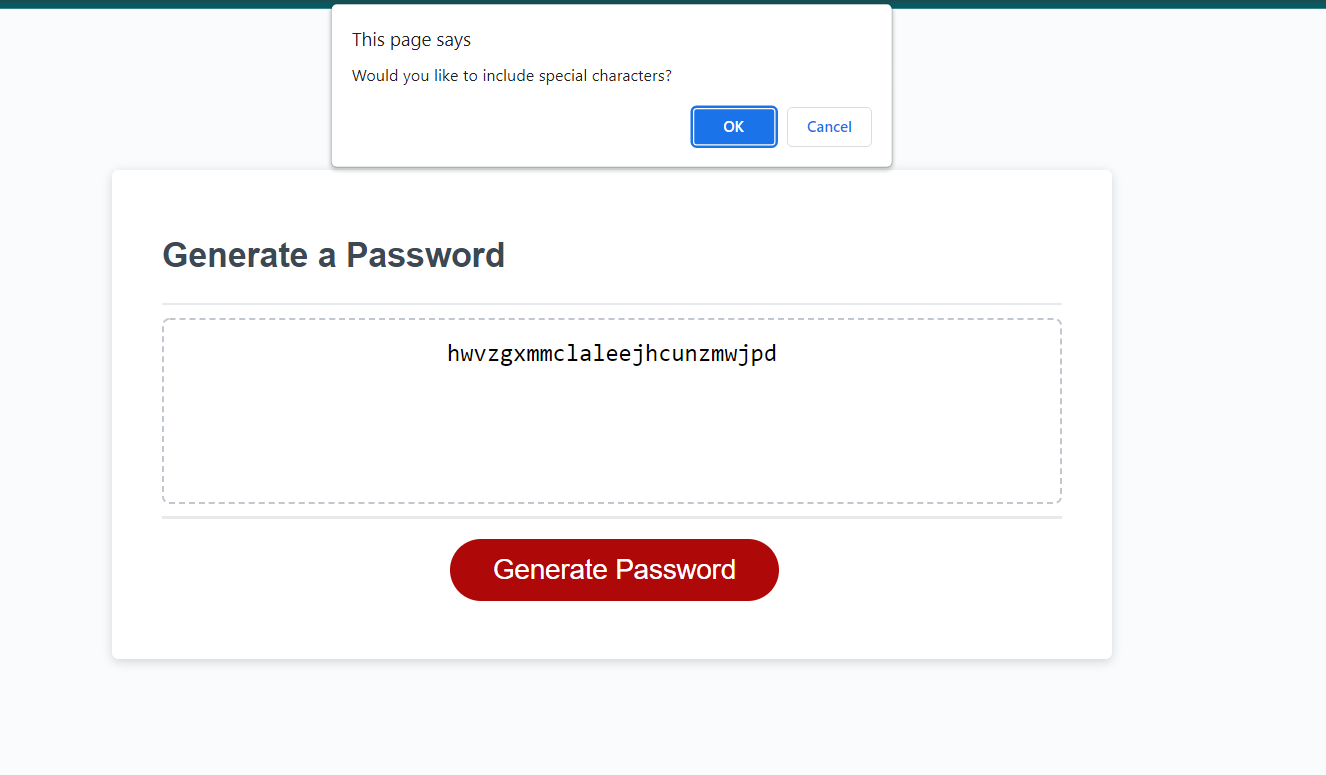 This page says
Would you like to include special characters?
OK
Cancel
Generate a Password
hwvzgxmmclaleejhcunzmwjpd
Generate Password